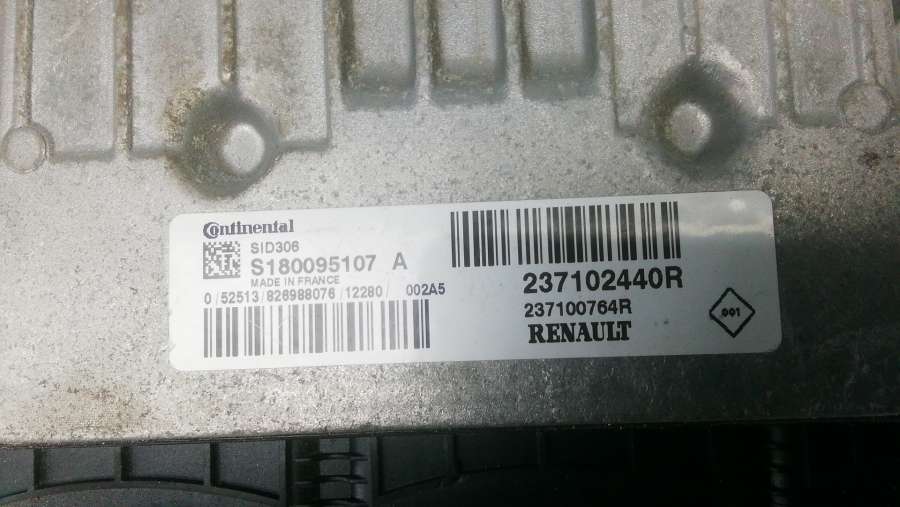 Continental
SID306
S180095107 A
MADE IN FRANCE
0/52513/828988076/12280/ 002A5
237102440R
237100764R
RENAULT
001